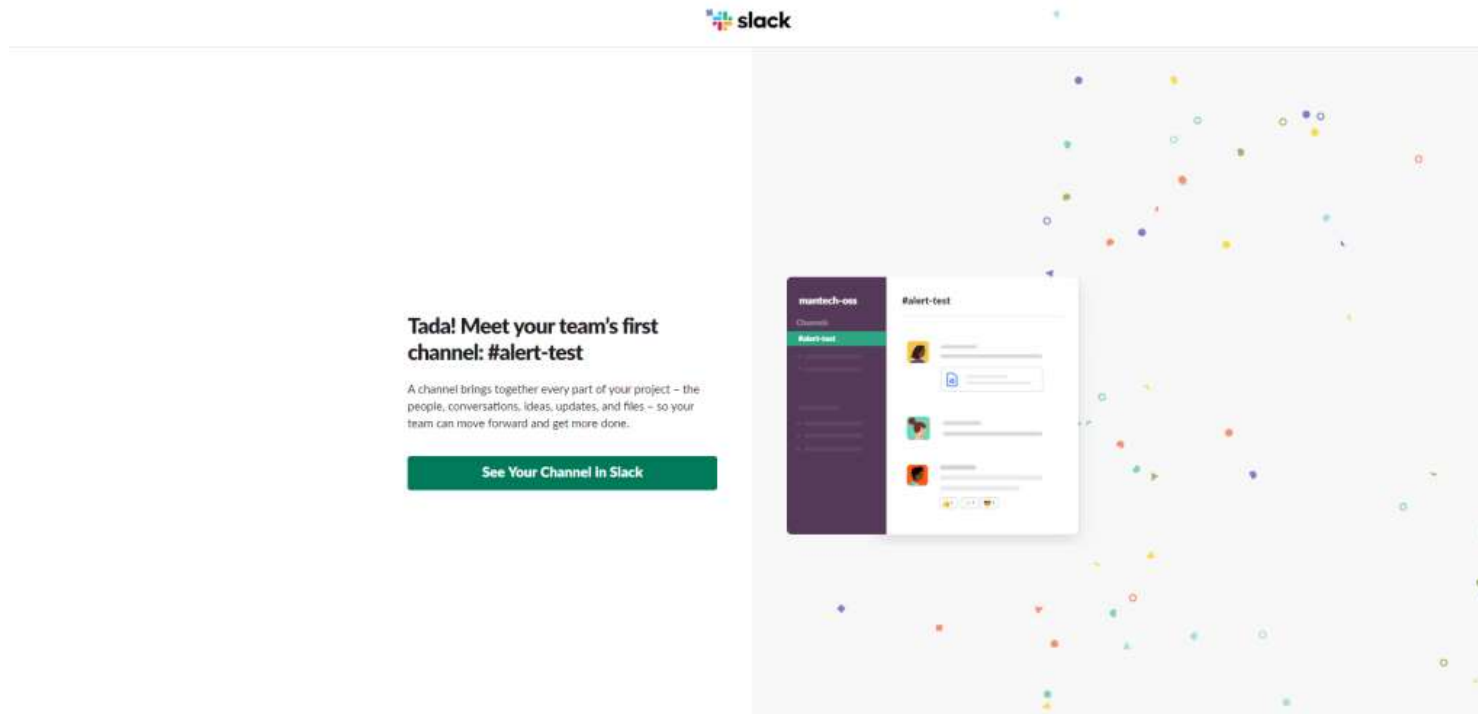 slack
Tada! Meet your team's first
channel: #alert-test
A channel brings together every part of your project – the
people, conversations, ideas, updates, and files – so your
team can move forward and get more done.
See Your Channel in Slack
mantech-oss
Channels
#alert-test
#alert-test